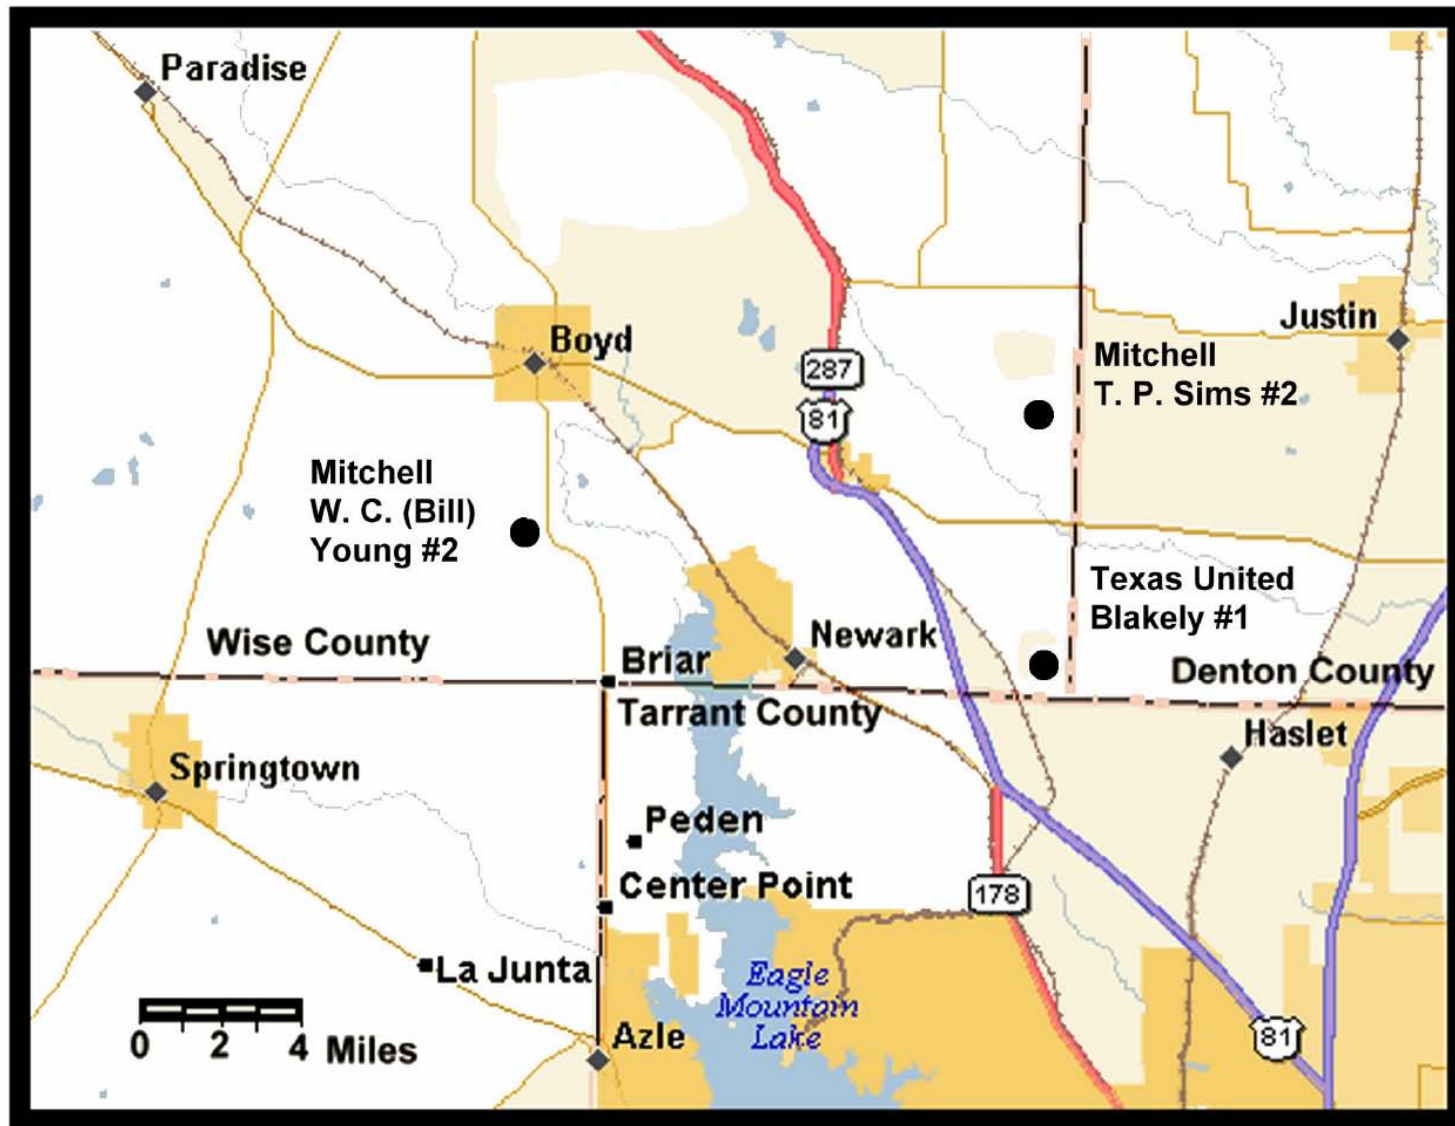 Paradise
Boyd
Justin
287
81
Mitchell
T. P. Sims #2
Mitchell
W. C. (Bill)
Young #2
Texas United
Blakely #1
Wise County
Briar
Newark
Denton County
Tarrant County
Haslet
Springtown
Peden
178
Center Point
La Junta
Eagle
Mountain
Lake
Azle
81
0 2 4 Miles